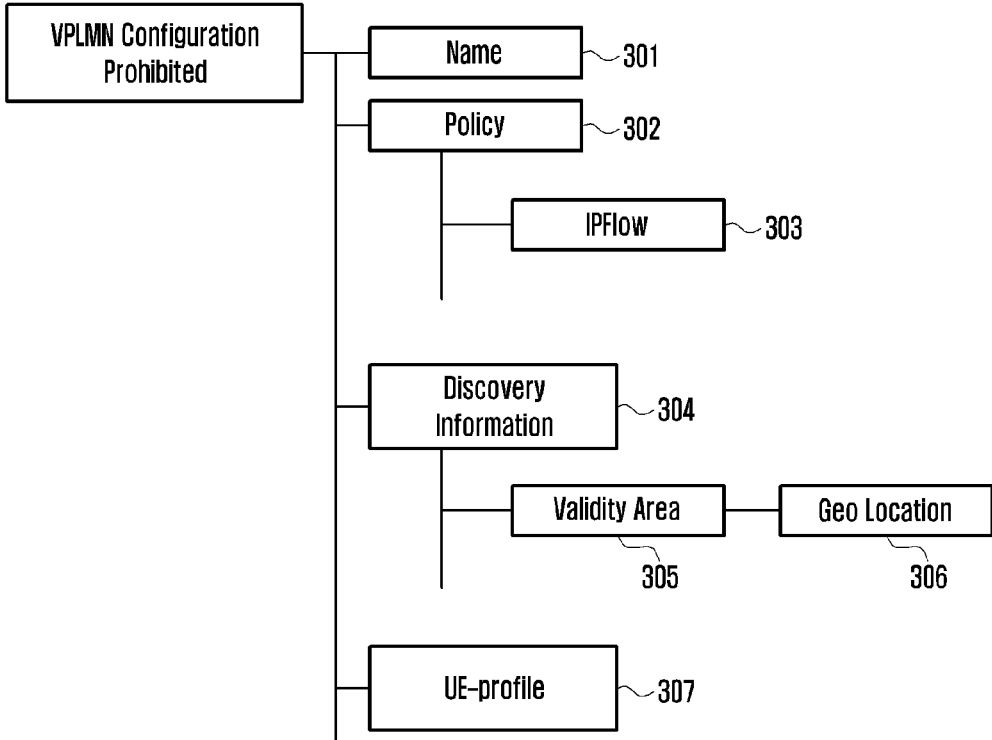 VPLMN Configuration
Prohibited
Name
301
Policy
302
IPFlow
303
Discovery
Information
304
Validity Area
305
Geo Location
306
UE-profile
307